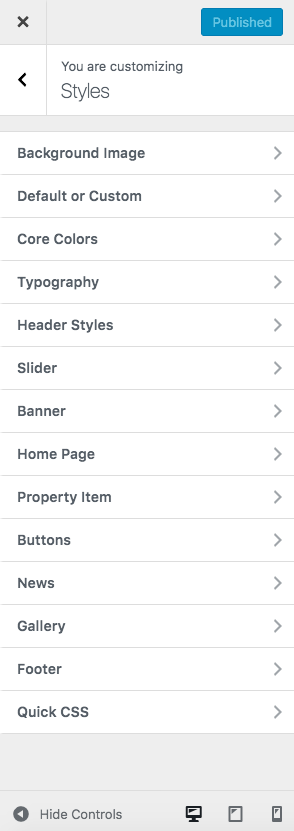 Published
You are customizing
Styles
Background Image
Default or Custom
Core Colors
Typography
Header Styles
Slider
Banner
Home Page
Property Item
Buttons
News
Gallery
Footer
Quick CSS
Hide Controls